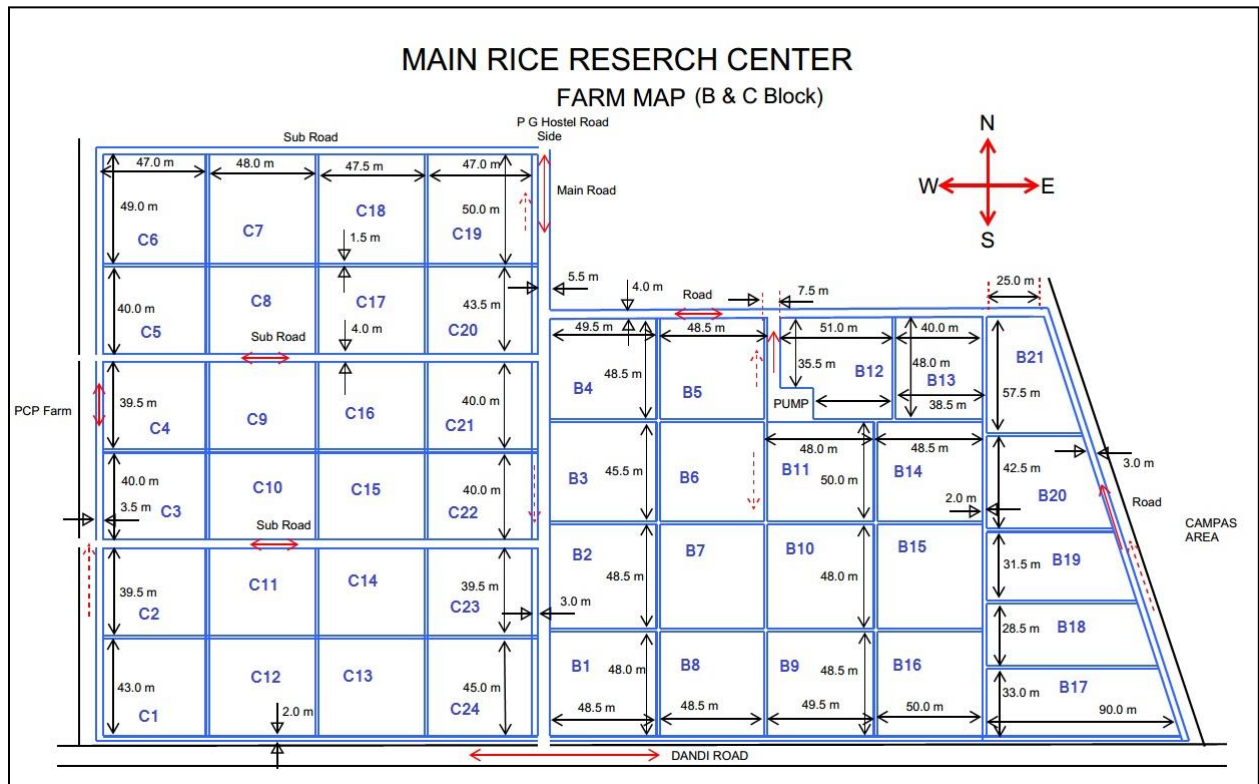 MAIN RICE RESERCH CENTER
FARM MAP (B & C Block)
P G Hostel Road
Side
N
W
E
S
Sub Road
Sub Road
Main Road
47.0 m
48.0 m
47.5 m
47.0 m
49.0 m
50.0 m
C6
C7
C18
C19
1.5 m
5.5 m
4.0 m
Road
7.5 m
25.0 m
40.0 m
C5
C8
C17
C20
43.5 m
4.0 m
Sub Road
49.5 m
48.5 m
51.0 m
40.0 m
B4
48.5 m
B5
35.5 m
B12
48.0 m
B13
38.5 m
B21
57.5 m
PUMP
PCP Farm
39.5 m
C4
C9
C16
C21
40.0 m
40.0 m
3.5 m
C3
C10
C15
C22
40.0 m
Sub Road
B3
45.5 m
B6
48.0 m
B11
50.0 m
48.5 m
B14
2.0 m
42.5 m
B20
3.0 m
Road
CAMPAS
AREA
39.5 m
C2
C11
C14
C23
39.5 m
3.0 m
B2
48.5 m
B7
B10
48.0 m
B15
31.5 m
B19
28.5 m
B18
43.0 m
C1
C12
C13
C24
45.0 m
2.0 m
B1
48.0 m
48.5 m
B8
48.5 m
B9
48.5 m
49.5 m
B16
50.0 m
33.0 m
B17
90.0 m
DANDI ROAD